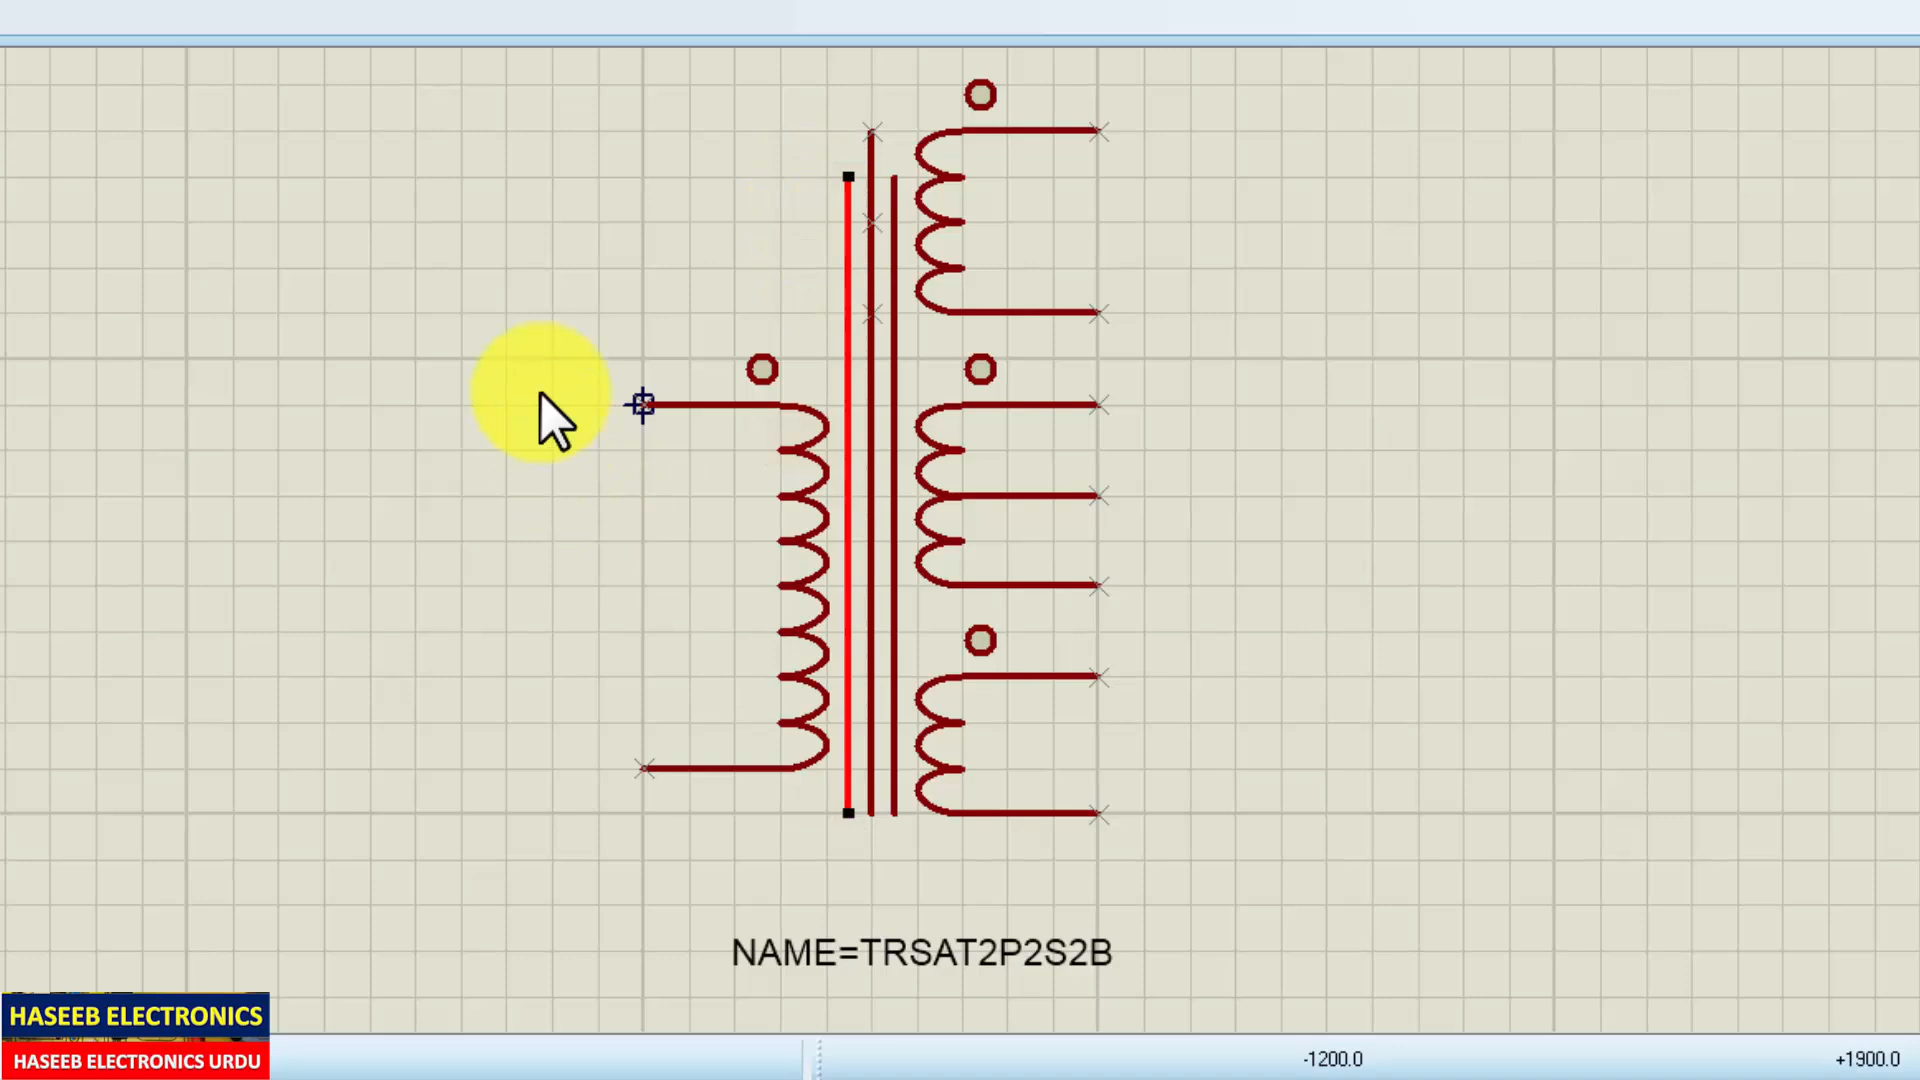 NAME=TRSAT2P2S2B
HASEEB ELECTRONICS
HASEEB ELECTRONICS URDU
-1200.0
+1900.0